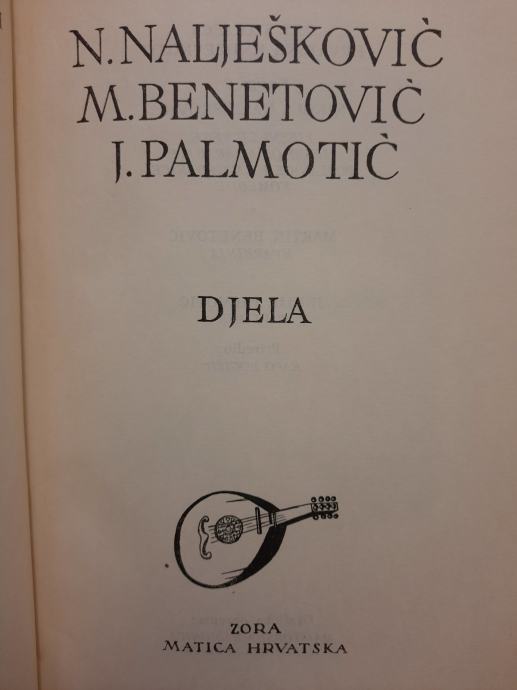 N. NALJEŠKOVIĆ
M. BENETOVIĆ
J. PALMOTIĆ
DJELA
ZORA
MATICA HRVATSKA